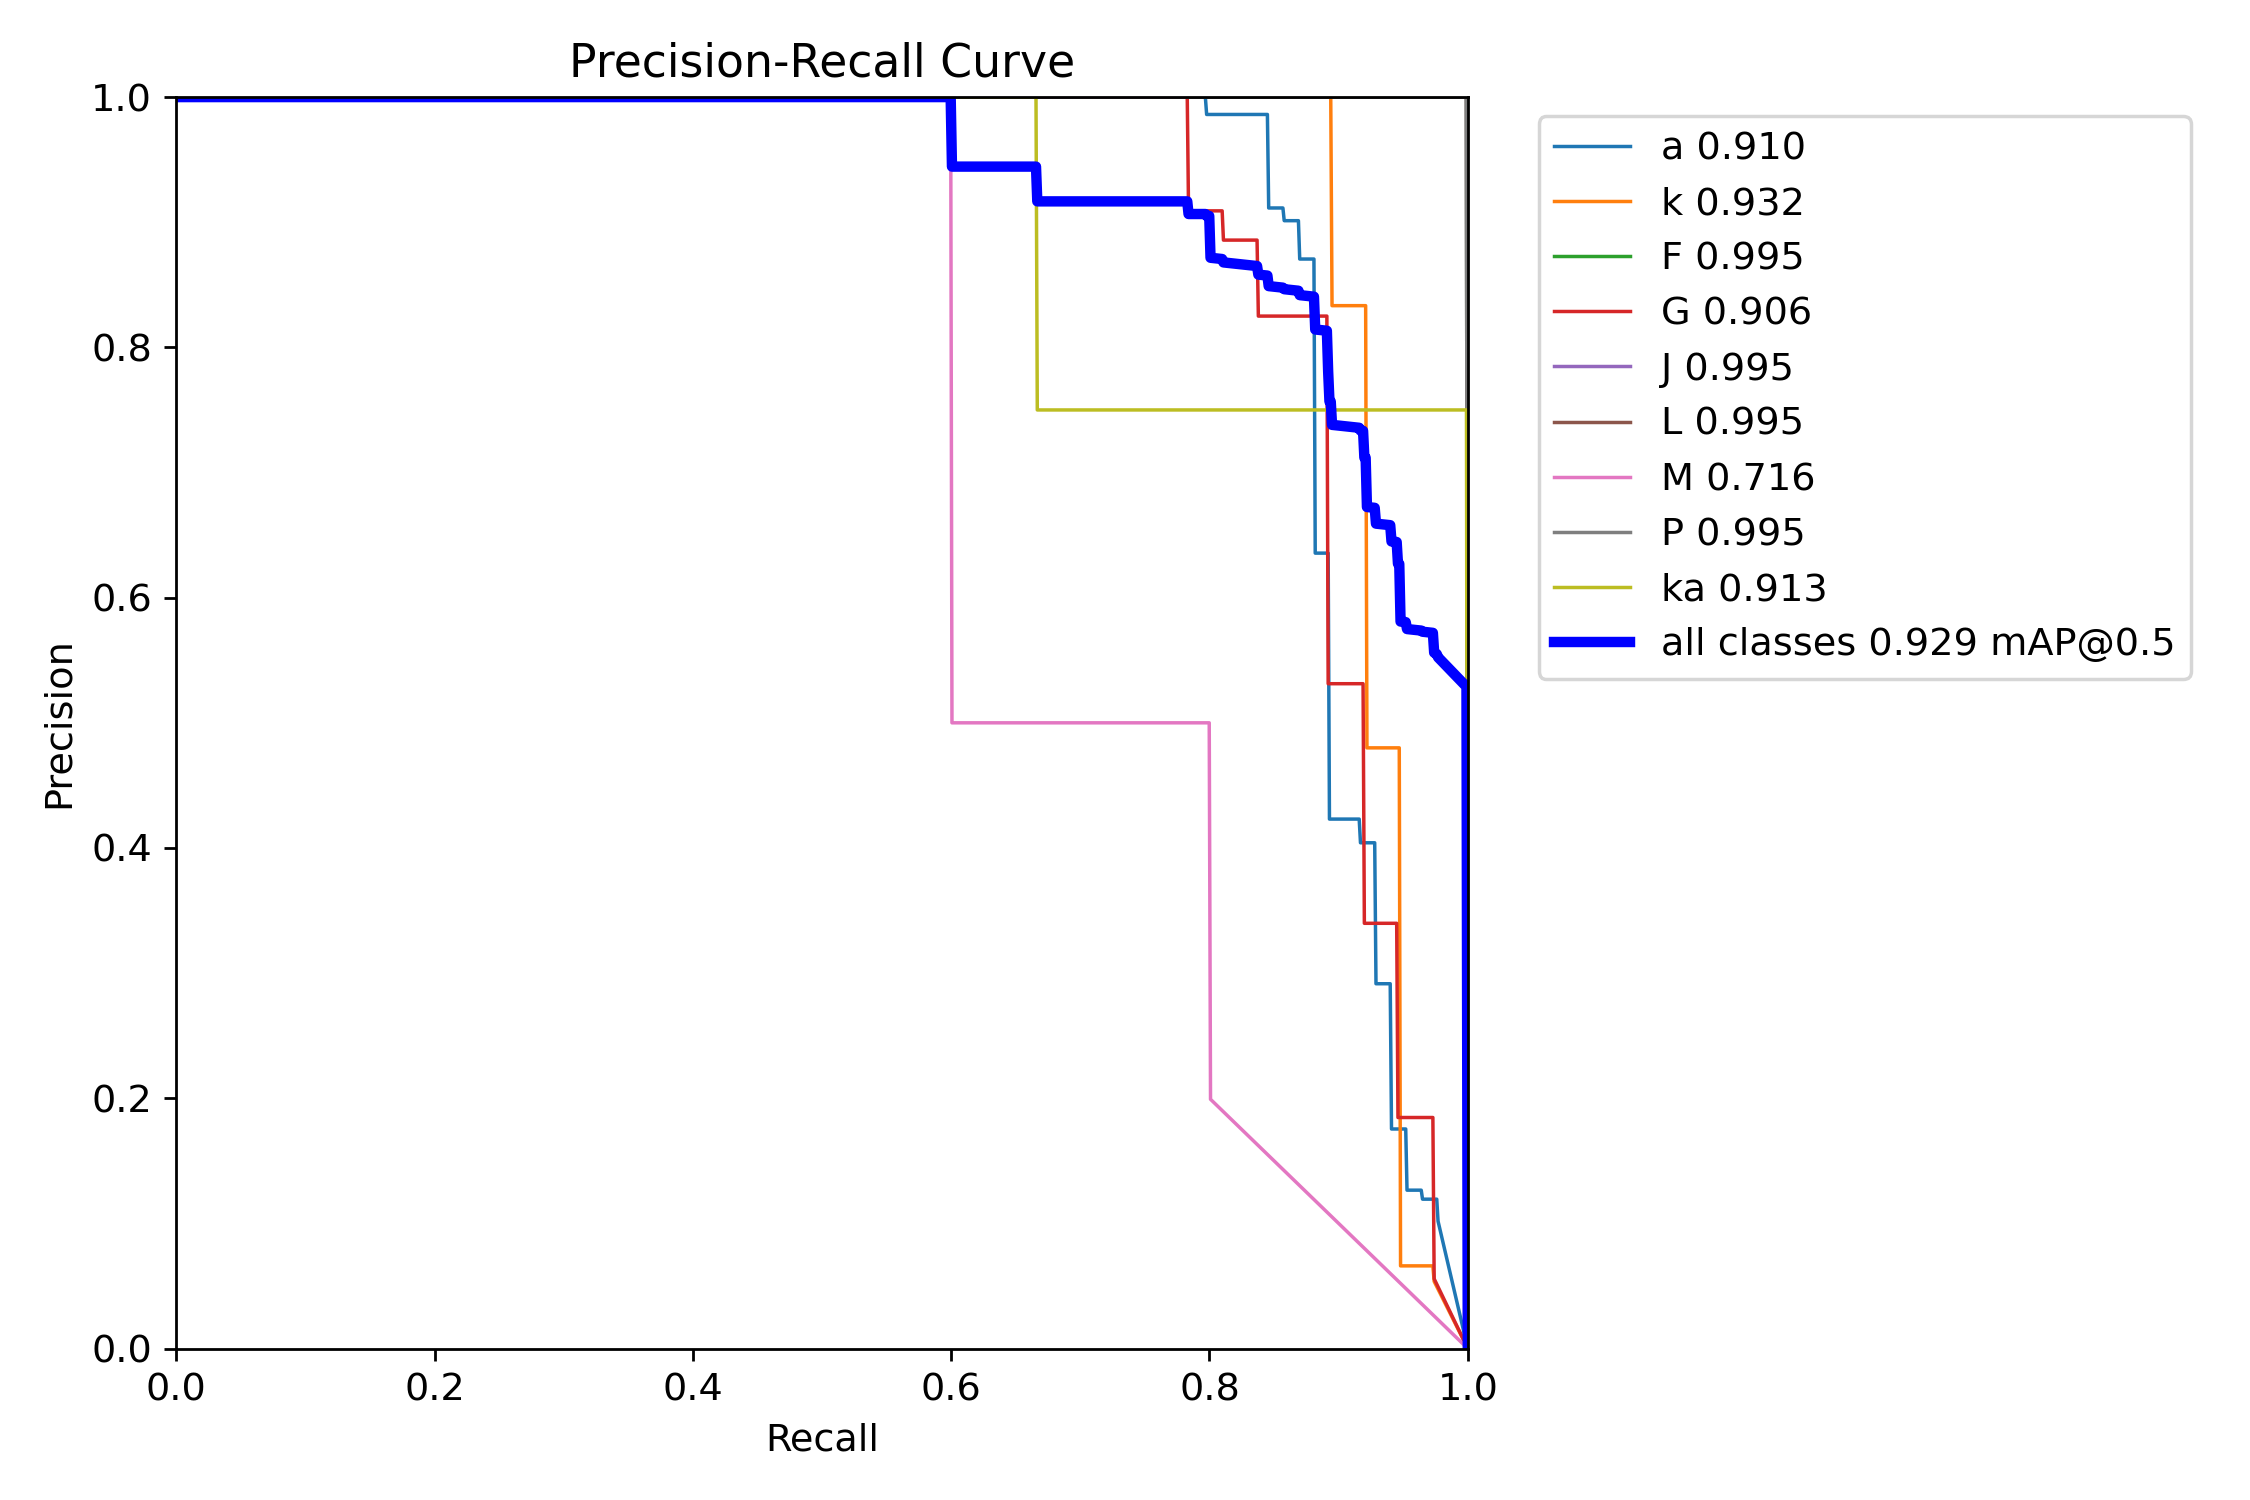 Precision-Recall Curve
1.0
0.8
0.6
0.4
0.2
0.0
Precision
0.0 0.2 0.4 0.6 0.8 1.0
Recall
a 0.910
k 0.932
F 0.995
G 0.906
J 0.995
L 0.995
M 0.716
P 0.995
ka 0.913
all classes 0.929 mAP@0.5